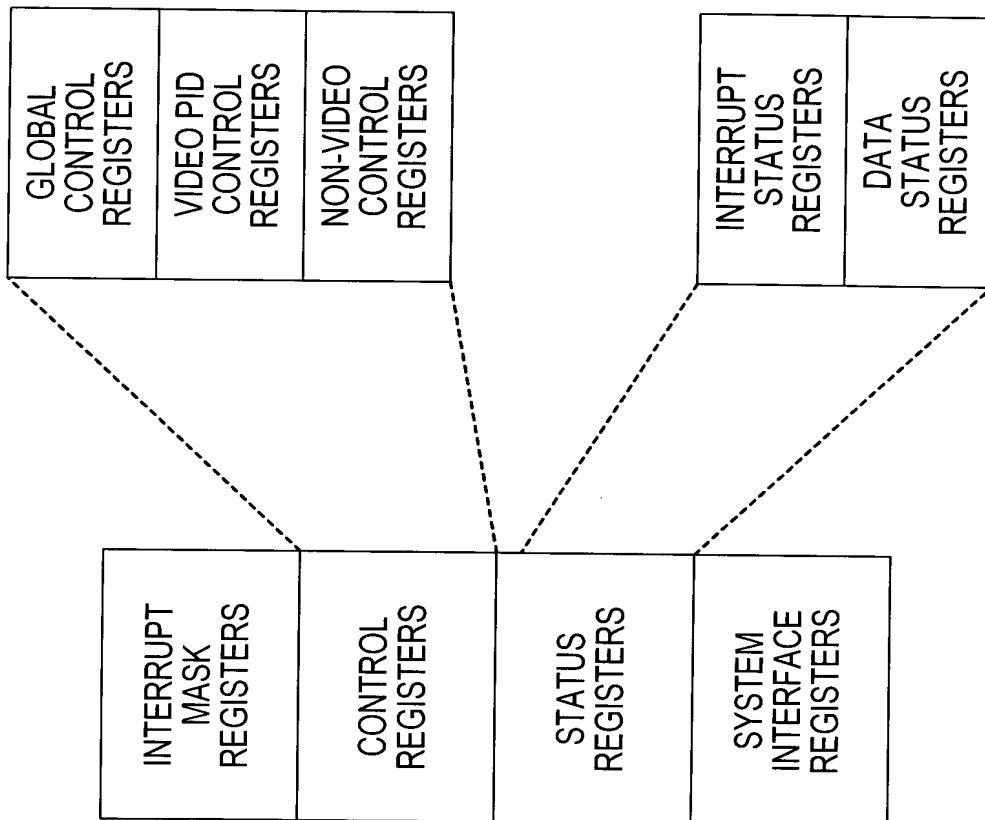 INTERRUPT
MASK
REGISTERS
CONTROL
REGISTERS
STATUS
REGISTERS
SYSTEM
INTERFACE
REGISTERS
GLOBAL
CONTROL
REGISTERS
VIDEO PID
CONTROL
REGISTERS
NON-VIDEO
CONTROL
REGISTERS
INTERRUPT
STATUS
REGISTERS
DATA
STATUS
REGISTERS